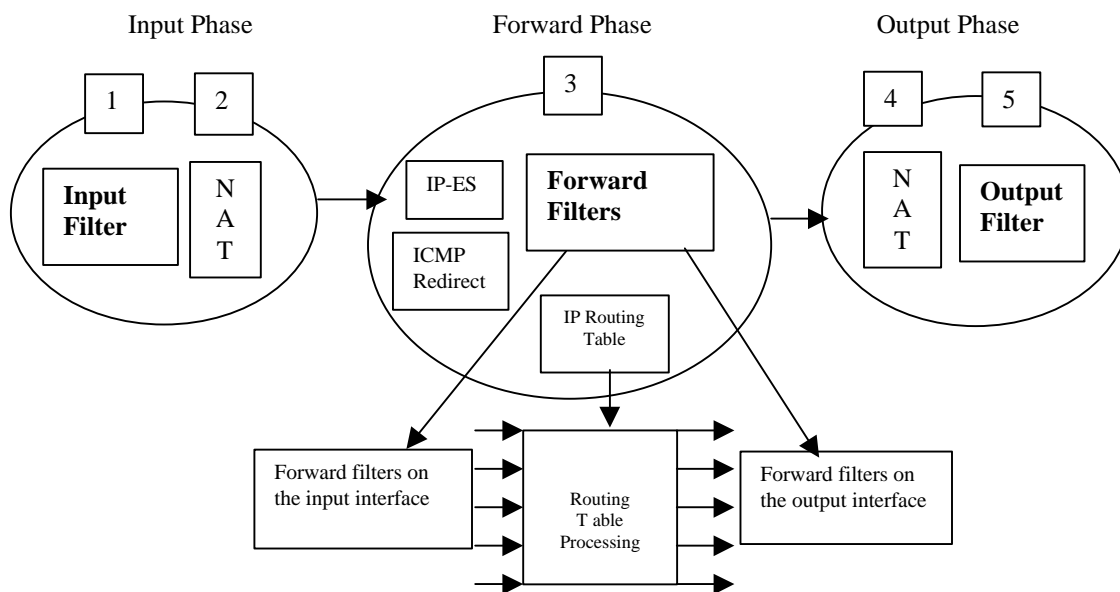 Input Phase
Forward Phase
Output Phase
1
2
3
4
5
Input
Filter
N
A
T
IP-ES
ICMP
Redirect
Forward
Filters
IP Routing
Table
N
A
T
Output
Filter
Forward filters on
the input interface
Routing
T able
Processing
Forward filters on
the output interface